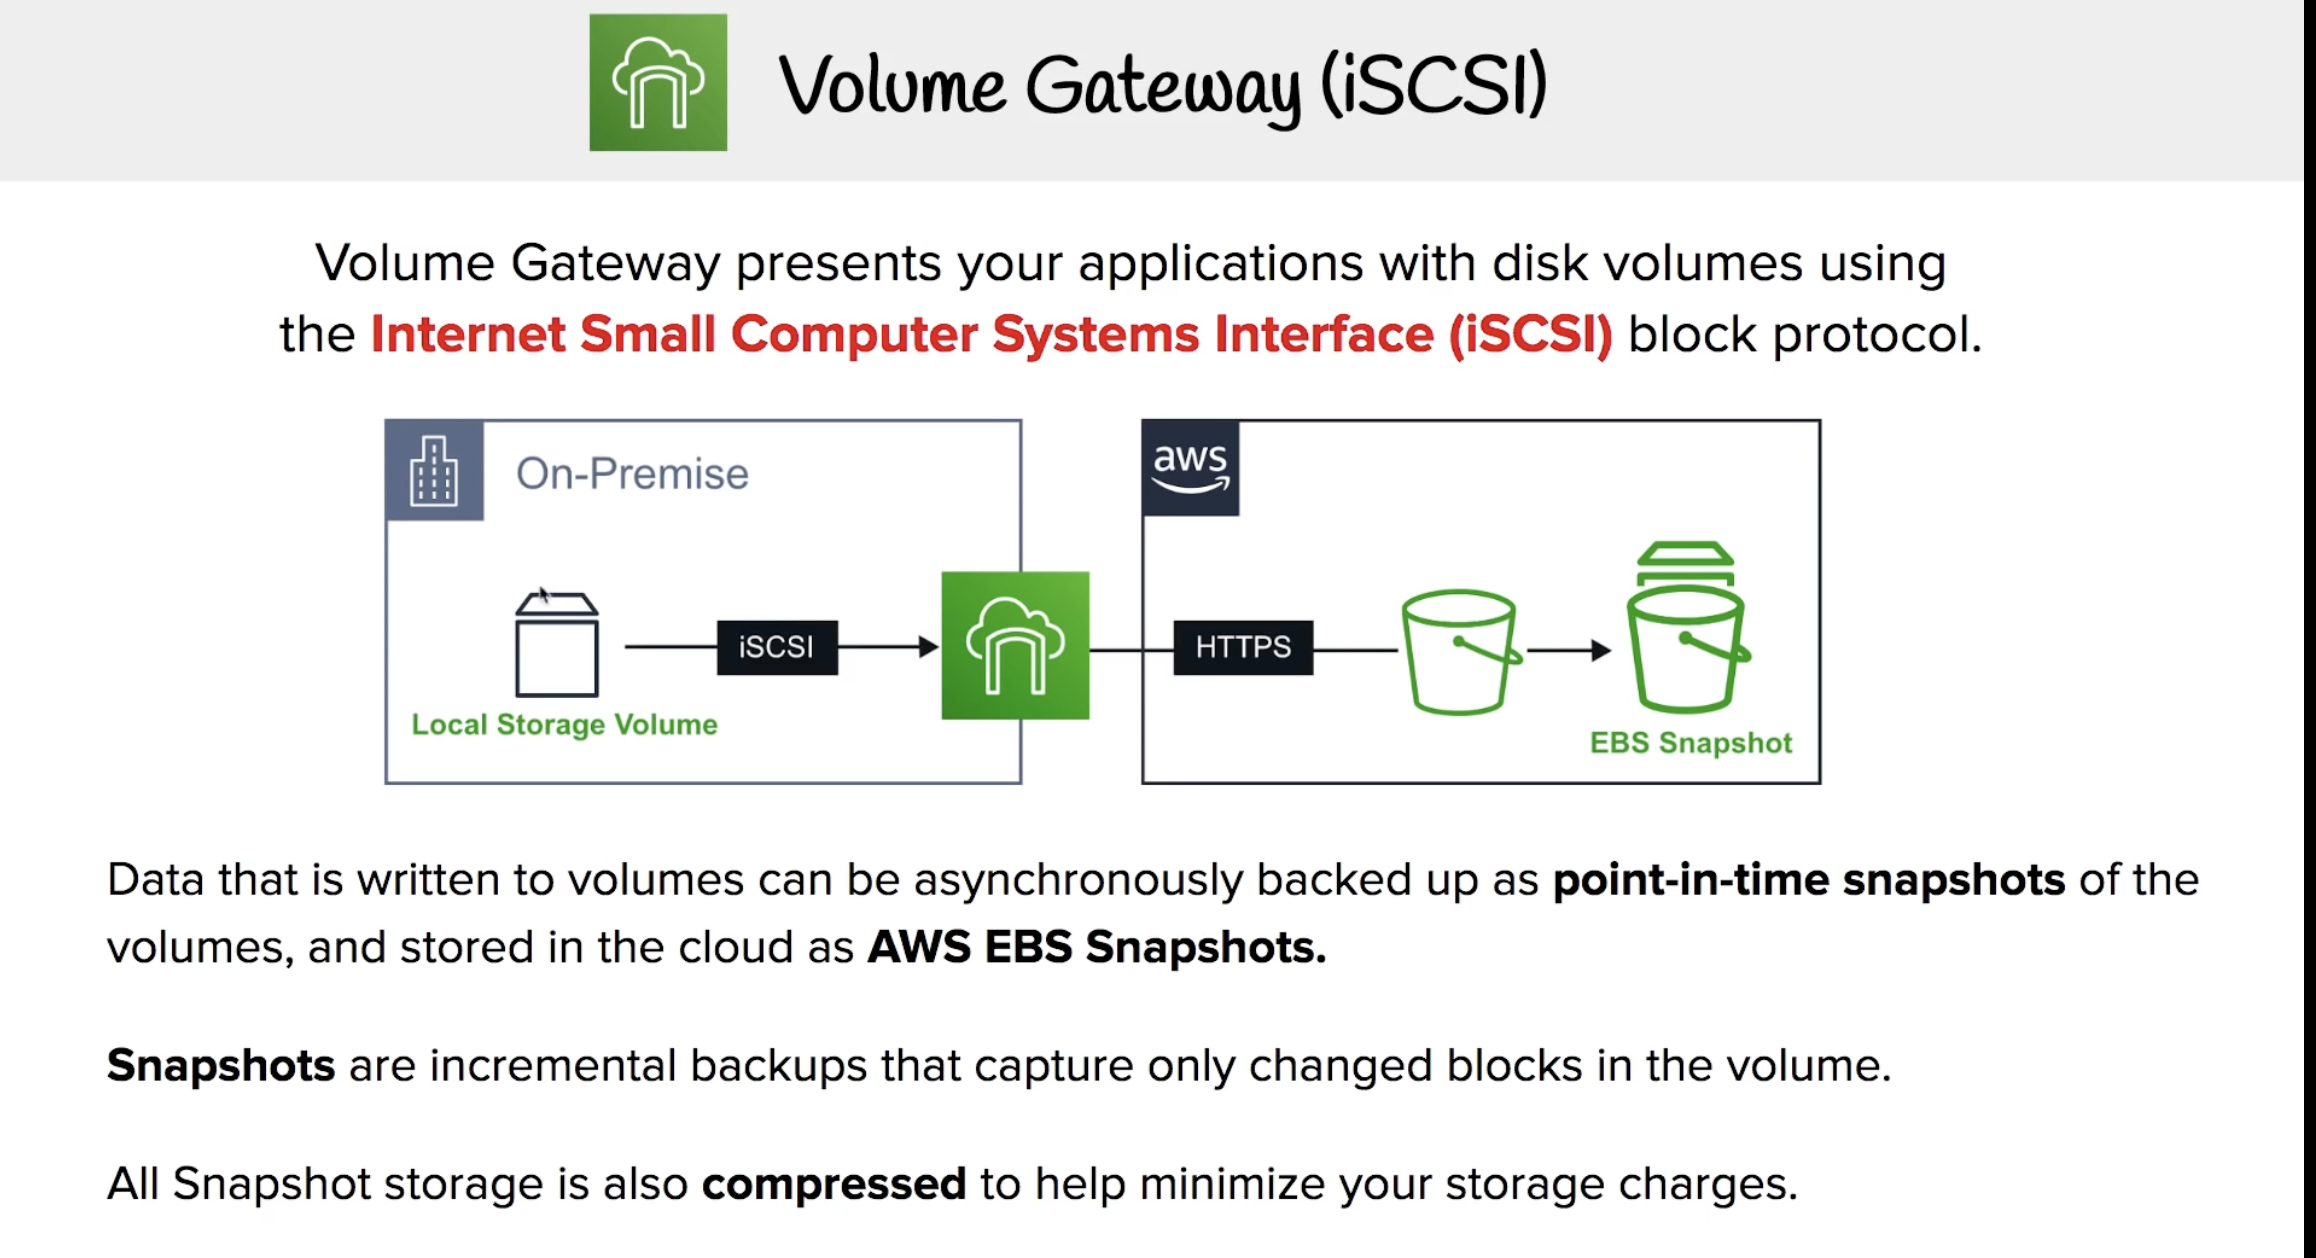 Volume Gateway (iSCSI)
Volume Gateway presents your applications with disk volumes using
the Internet Small Computer Systems Interface (iSCSI) block protocol.
On-Premise
aws
iSCSI
HTTPS
Local Storage Volume
EBS Snapshot
Data that is written to volumes can be asynchronously backed up as point-in-time snapshots of the
volumes, and stored in the cloud as AWS EBS Snapshots.
Snapshots are incremental backups that capture only changed blocks in the volume.
All Snapshot storage is also compressed to help minimize your storage charges.